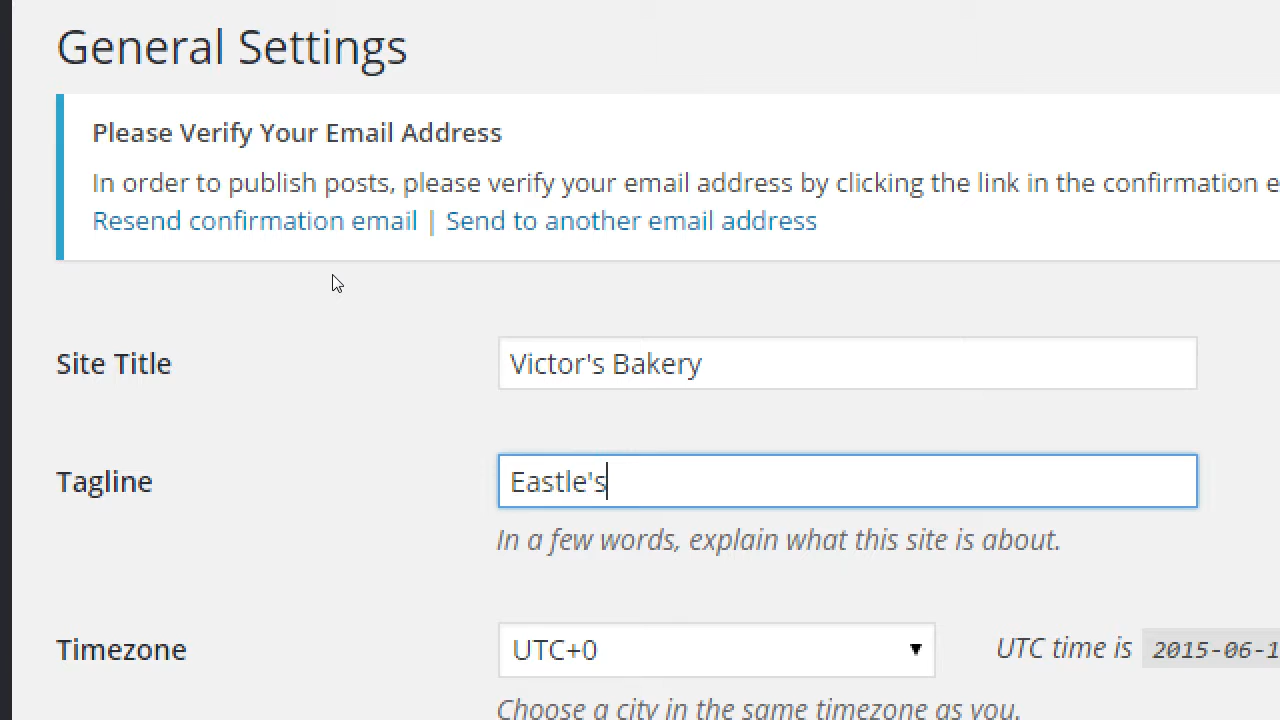 General Settings
Please Verify Your Email Address
In order to publish posts, please verify your email address by clicking the link in the confirmation e
Resend confirmation email | Send to another email address
Site Title
Victor's Bakery
Tagline
Eastle's
In a few words, explain what this site is about.
Timezone
UTC+0
UTC time is 2015-06-1
Choose a city in the same timezone as you.